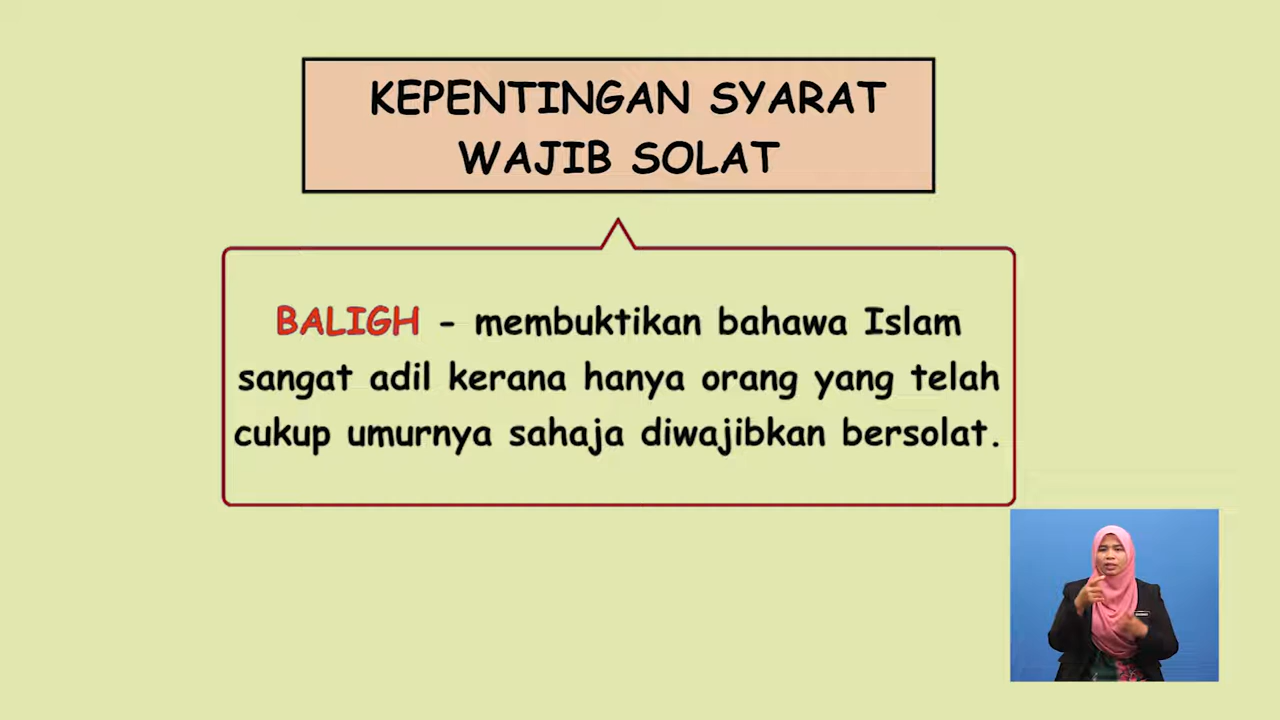 KEPENTINGAN SYARAT
WAJIB SOLAT
BALIGH - membuktikan bahawa Islam
sangat adil kerana hanya orang yang telah
cukup umurnya sahaja diwajibkan bersolat.